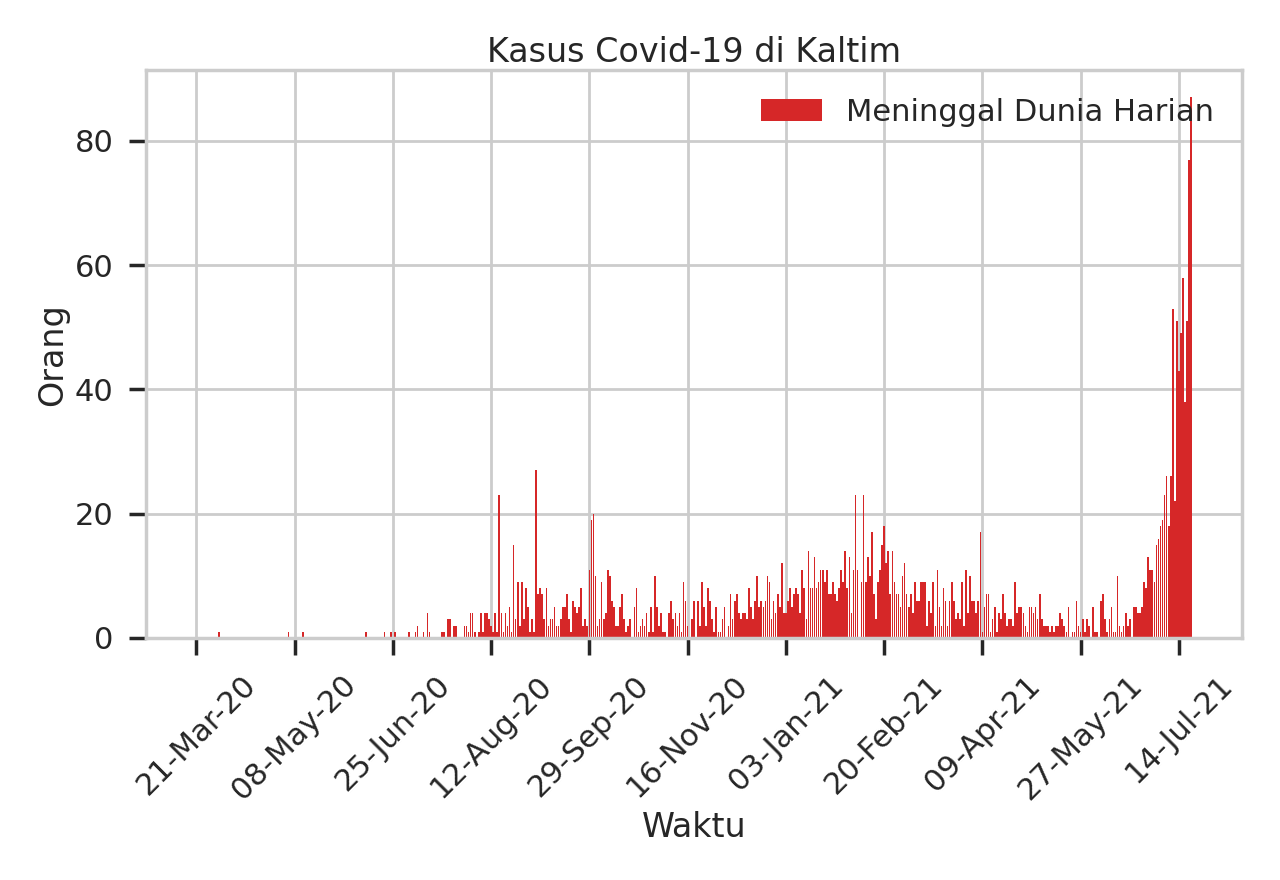 Kasus Covid-19 di Kaltim
Meninggal Dunia Harian
80
60
40
20
0
Orang
21-Mar-20
08-May-20
25-Jun-20
12-Aug-20
29-Sep-20
16-Nov-20
03-Jan-21
20-Feb-21
09-Apr-21
27-May-21
14-Jul-21
Waktu